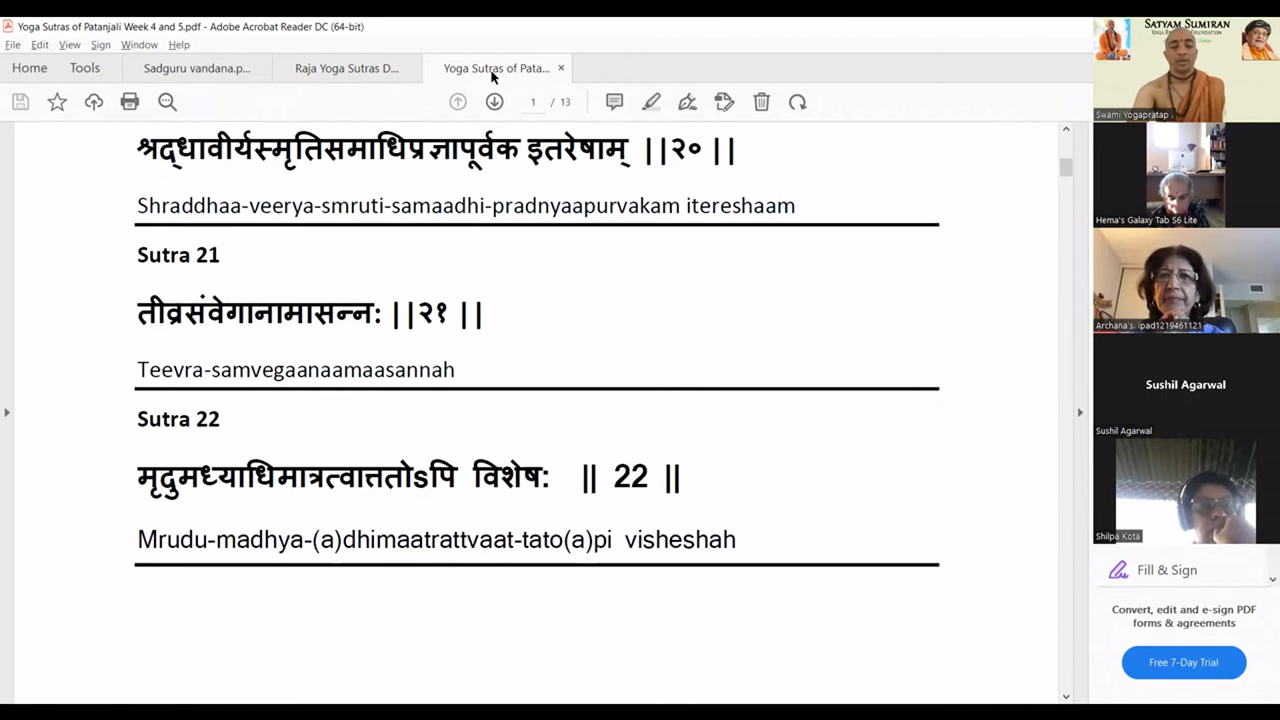 Yoga Sutras of Patanjali Week 4 and 5.pdf - Adobe Acrobat Reader DC (64-bit)
File Edit View Sign Window Help
Home Tools Sadguru vandana.p... Raja Yoga Sutras D... Yoga Sutras of Pata... ×
1 / 13
श्रद्धावीर्यस्मृतिसमाधिप्रज्ञापूर्वक इतरेषाम् ||२० ||
Shraddhaa-veerya-smruti-samaadhi-pradnyaapurvakam itereshaam
Sutra 21
तीव्रसंवेगानामासन्नः ||२१ ||
Teevra-samvegaanaamaasannah
Sutra 22
मृदुमध्याधिमात्रत्वात्ततोऽपि विशेष: || 22 ||
Mrudu-madhya-(a)dhimaatrattvaat-tato(a)pi visheshah
SATYAM SUMIRAN
Swami Yogapratap .
Hema's Galaxy Tab S6 Lite
Archana's. ipad1219461121
Sushil Agarwal
Sushil Agarwal
Shilpa Kota
Fill & Sign
Convert, edit and e-sign PDF
forms & agreements
Free 7-Day Trial